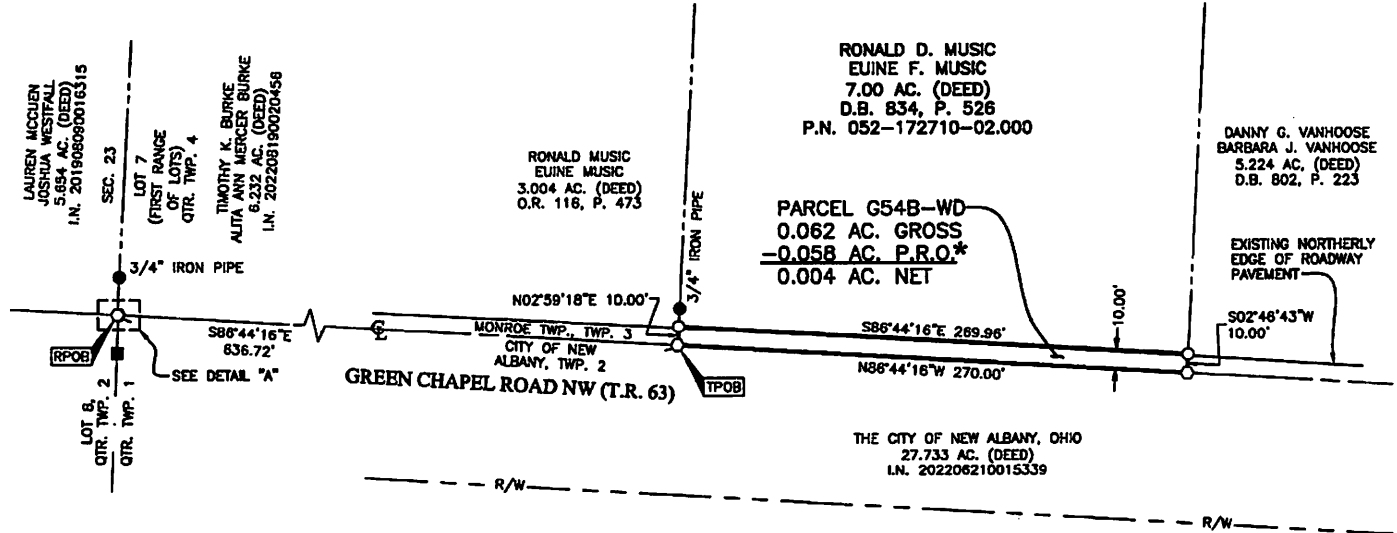 LAUREN MCCUEN
JOSHUA WESTFALL
5.654 AC. (DEED)
I.N. 201908090016315
SEC. 23
LOT 7
(FIRST RANGE
OF LOTS)
QTR. TWP. 4
TIMOTHY K. BURKE
ALITA ANN MERCER BURKE
6.232 AC. (DEED)
I.N. 202208190020458
3/4" IRON PIPE
RPOB
S86°44'16"E
636.72'
SEE DETAIL "A"
LOT 8,
QTR. TWP. 2
QTR. TWP. 1
RONALD MUSIC
EUINE MUSIC
3.004 AC. (DEED)
O.R. 116, P. 473
3/4" IRON PIPE
N02°59'18"E 10.00'
MONROE TWP., TWP. 3
CITY OF NEW
ALBANY, TWP. 2
GREEN CHAPEL ROAD NW (T.R. 63)
TPOB
RONALD D. MUSIC
EUINE F. MUSIC
7.00 AC. (DEED)
D.B. 834, P. 526
P.N. 052-172710-02.000
PARCEL G54B-WD
0.062 AC. GROSS
-0.058 AC. P.R.O.*
0.004 AC. NET
S86°44'16"E 269.96'
N86°44'16"W 270.00'
10.00'
DANNY G. VANHOOSE
BARBARA J. VANHOOSE
5.224 AC. (DEED)
D.B. 802, P. 223
EXISTING NORTHERLY
EDGE OF ROADWAY
PAVEMENT
S02°46'43"W
10.00'
THE CITY OF NEW ALBANY, OHIO
27.733 AC. (DEED)
I.N. 202206210015339
R/W
R/W